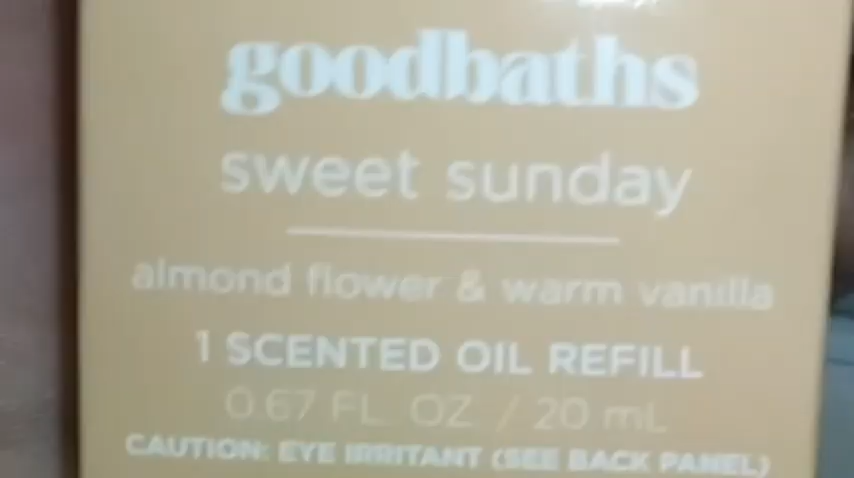 goodbaths
sweet sunday
almond flower & warm vanilla
1 SCENTED OIL REFILL
0.67 FL OZ / 20 mL
CAUTION: EYE IRRITANT (SEE BACK PANEL)